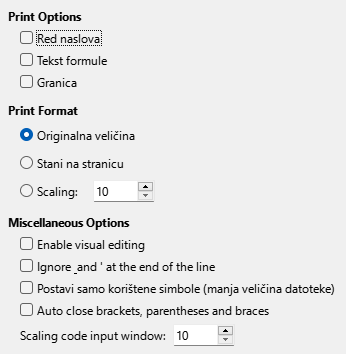 Print Options
Red naslova
Tekst formule
Granica
Print Format
Originalna veličina
Stani na stranicu
Scaling: 10
Miscellaneous Options
Enable visual editing
Ignore _and ' at the end of the line
Postavi samo korištene simbole (manja veličina datoteke)
Auto close brackets, parentheses and braces
Scaling code input window: 10